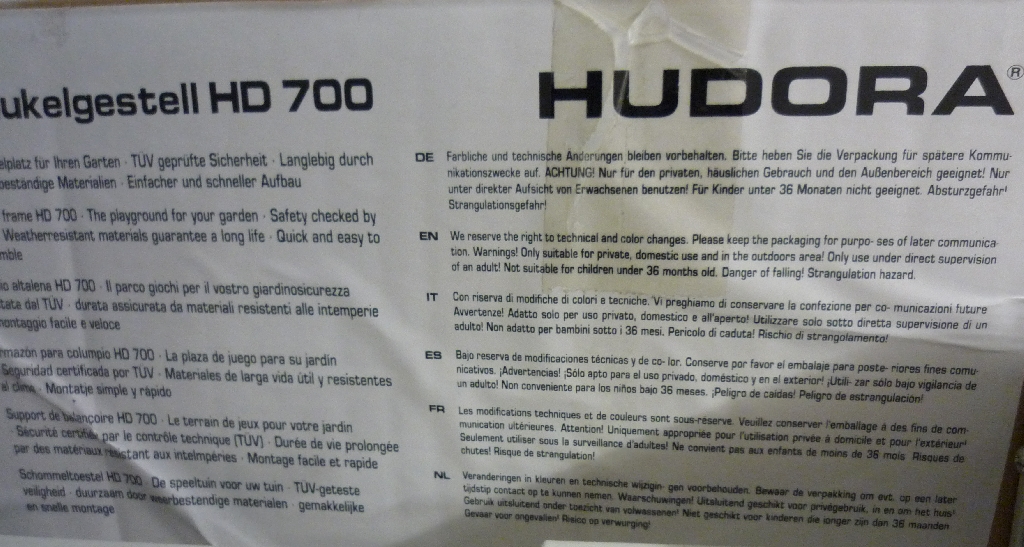 ukelgestell HD 700
elplatz für Ihren Garten · TÜV geprüfte Sicherheit · Langlebig durch
beständige Materialien · Einfacher und schneller Aufbau
frame HD 700 · The playground for your garden · Safety checked by
Weatherresistant materials guarantee a long life · Quick and easy to
mble
io altalena HD 700 · Il parco giochi per il vostro giardinosicurezza
tata dal TÜV · durata assicurata da materiali resistenti alle intemperie
montaggio facile e veloce
rmazón para columpio HD 700 · La plaza de juego para su jardin
Seguridad certificada por TÜV · Materiales de larga vida útil y resistentes
al clima · Montatje simple y rápido
Support de balançoire HD 700 · Le terrain de jeux pour votre jardin
Sécurité certifiée par le contrôle technique (TÜV) · Durée de vie prolongée
par des matériaux résistant aux intelmpéries · Montage facile et rapide
Schommeltoestel HD 700 · De speeltuin voor uw tuin · TÜV-geteste
veiligheid · duurzaam door weerbestendige materialen · gemakkelijke
en snelle montage
HUDORA®
DE Farbliche und technische Änderungen bleiben vorbehalten. Bitte heben Sie die Verpackung für spätere Kommu-
nikationszwecke auf. ACHTUNG! Nur für den privaten, häuslichen Gebrauch und den Außenbereich geeignet! Nur
unter direkter Aufsicht von Erwachsenen benutzen! Für Kinder unter 36 Monaten nicht geeignet. Absturzgefahr!
Strangulationsgefahr!
EN We reserve the right to technical and color changes. Please keep the packaging for purpo- ses of later communica-
tion. Warnings! Only suitable for private, domestic use and in the outdoors area! Only use under direct supervision
of an adult! Not suitable for children under 36 months old. Danger of falling! Strangulation hazard.
IT Con riserva di modifiche di colori e tecniche. Vi preghiamo di conservare la confezione per co- municazioni future
Avvertenze! Adatto solo per uso privato, domestico e all'aperto! Utilizzare solo sotto diretta supervisione di un
adulto! Non adatto per bambini sotto i 36 mesi. Pericolo di caduta! Rischio di strangolamento!
ES Bajo reserva de modificaciones técnicas y de co- lor. Conserve por favor el embalaje para poste- riores fines comu-
nicativos. ¡Advertencias! ¡Sólo apto para el uso privado, doméstico y en el exterior! ¡Utili- zar sólo bajo vigilancia de
un adulto! Non conveniente para los niños bajo 36 meses. ¡Peligro de caídas! Peligro de estrangulación!
FR Les modifications techniques et de couleurs sont sous-réserve. Veuillez conserver l'emballage à des fins de com-
munication ultérieures. Attention! Uniquement appropriée pour l'utilisation privée à domicile et pour l'extérieur!
Seulement utiliser sous la surveillance d'adultes! Ne convient pas aux enfants de moins de 36 mois. Risques de
chutes! Risque de strangulation!
NL Veranderingen in kleuren en technische wijzigin- gen voorbehouden. Bewaar de verpakking om evt. op een later
tijdstip contact op te kunnen nemen. Waarschuwingen! Uitsluitend geschikt voor privégebruik, in en om het huis!
Gebruik uitsluitend onder toezicht van volwassenen! Niet geschikt voor kinderen die jonger zijn dan 36 maanden.
Gevaar voor ongevallen! Risico op verwurging!